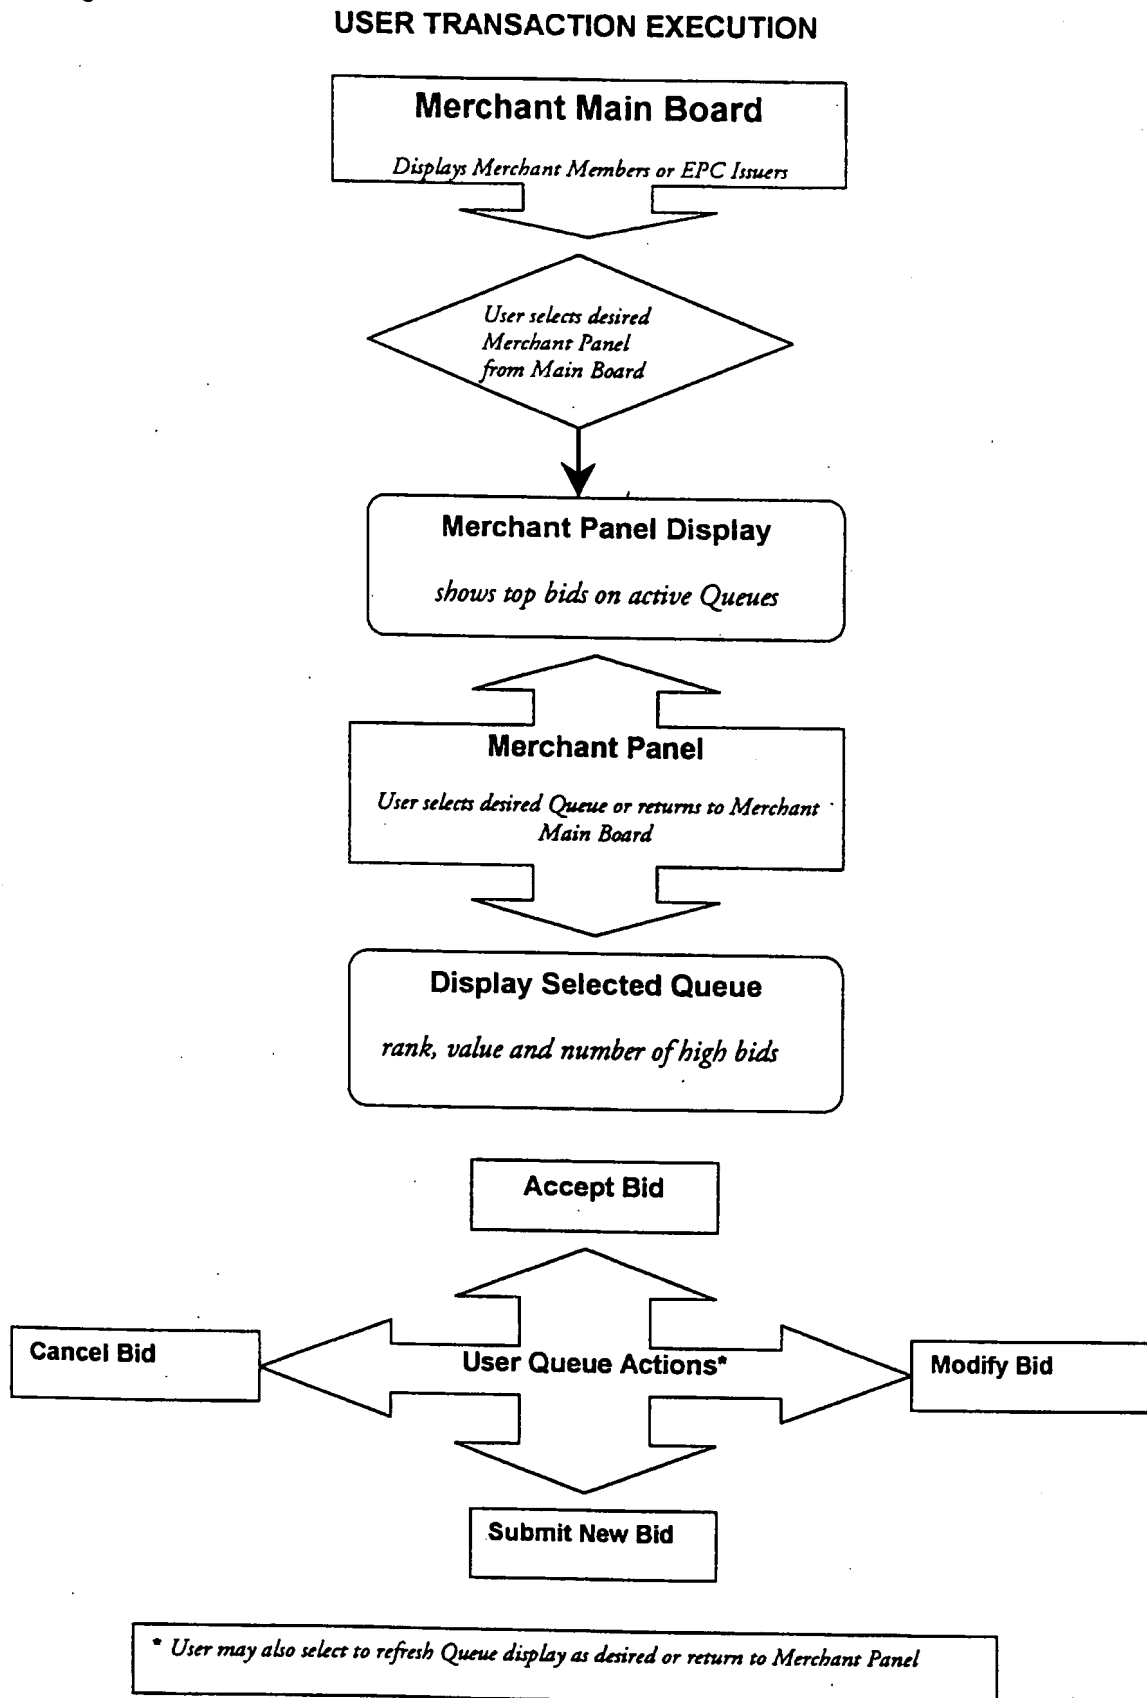 USER TRANSACTION EXECUTION
Merchant Main Board
Displays Merchant Members or EPC Issuers
User selects desired
Merchant Panel
from Main Board
Merchant Panel Display
shows top bids on active Queues
Merchant Panel
User selects desired Queue or returns to Merchant
Main Board
Display Selected Queue
rank, value and number of high bids
Accept Bid
Cancel Bid
User Queue Actions*
Modify Bid
Submit New Bid
* User may also select to refresh Queue display as desired or return to Merchant Panel